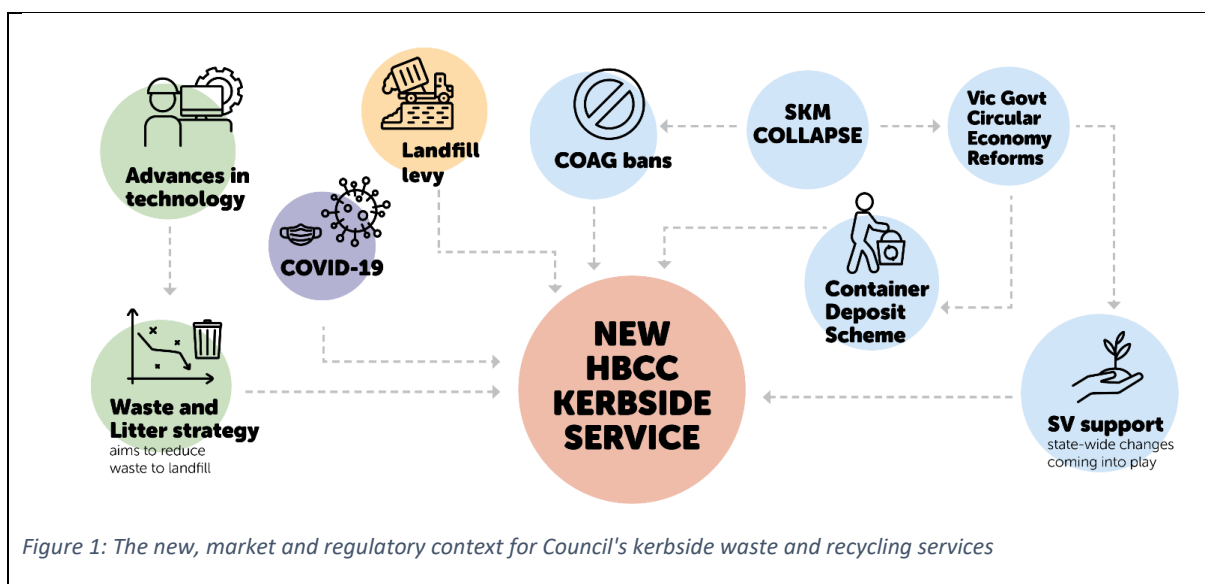 Advances in
technology
Landfill
levy
COVID-19
COAG bans
SKM
COLLAPSE
Vic Govt
Circular
Economy
Reforms
Container
Deposit
Scheme
Waste and
Litter strategy
aims to reduce
waste to landfill
NEW
HBCC
KERBSIDE
SERVICE
SV support
state-wide changes
coming into play
Figure 1: The new, market and regulatory context for Council's kerbside waste and recycling services